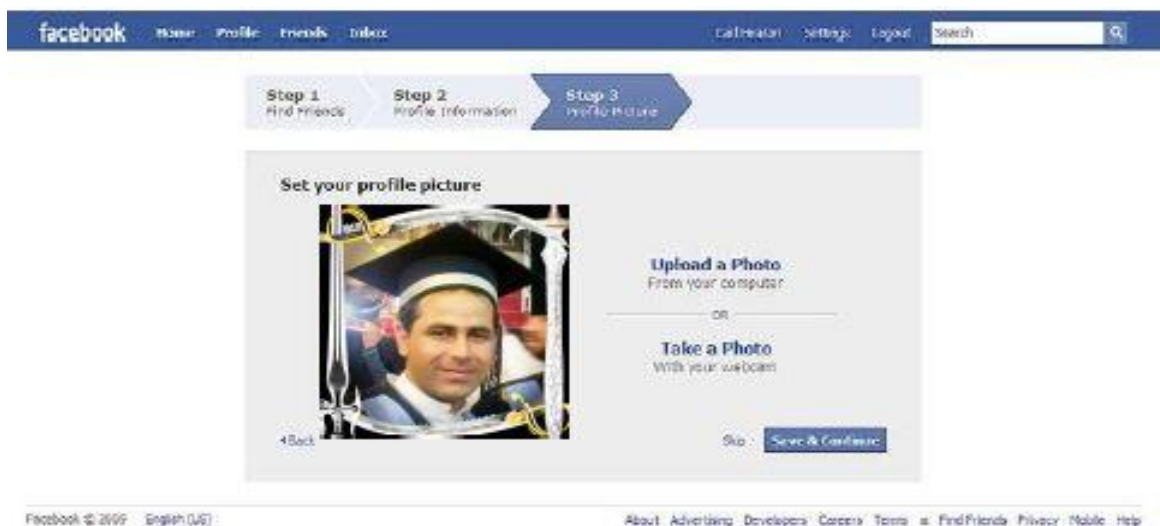 facebook Home Profile Friends Inbox Settings Logout Search
Step 1 Step 2 Step 3
Find Friends Profile Information Profile Picture
Set your profile picture
Upload a Photo
From your computer
OR
Take a Photo
With your webcam
Back Skip Save & Continue
Facebook © 2009 English (US) About Advertising Developers Careers Terms Find Friends Privacy Mobile Help